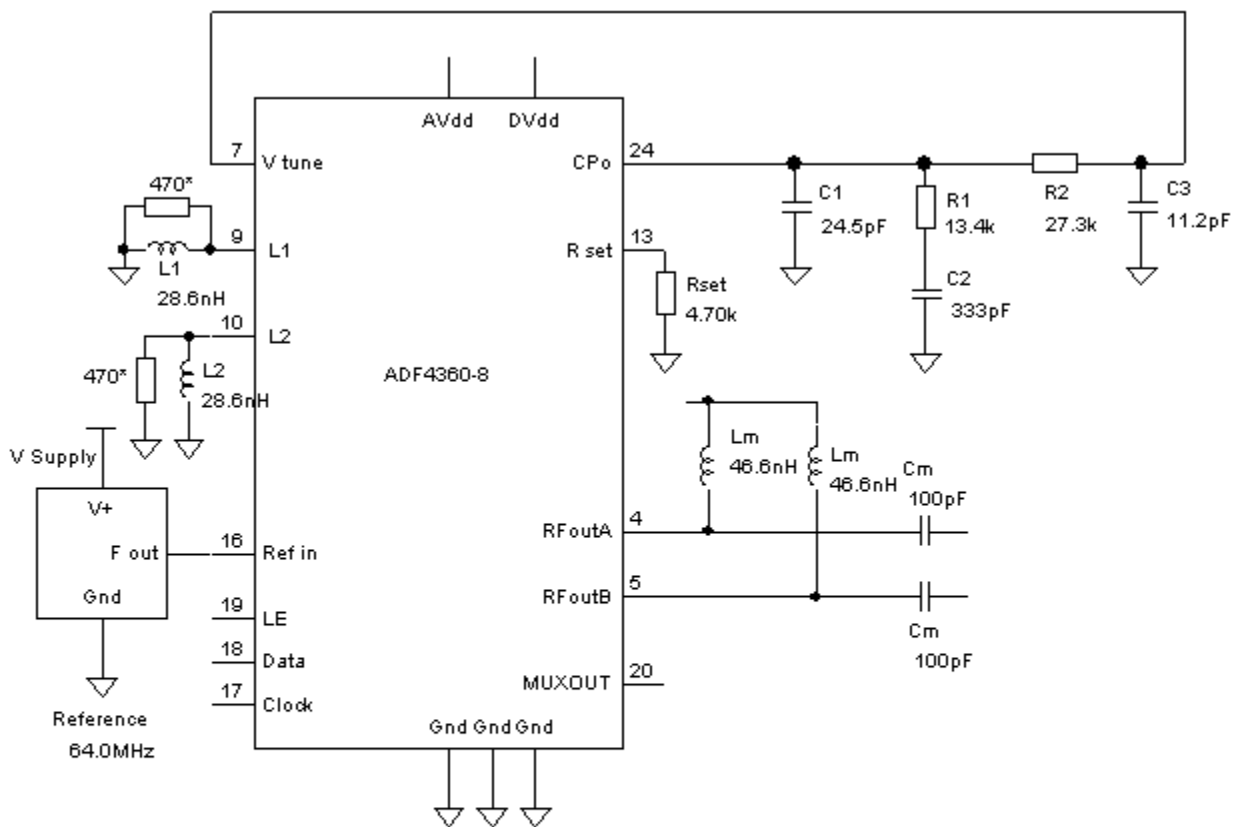 AVdd
DVdd
7
V tune
CPo
24
470*
9
L1
L1
28.6nH
C1
24.5pF
R1
13.4k
R2
27.3k
C3
11.2pF
R set
13
Rset
4.70k
C2
333pF
10
L2
470*
L2
28.6nH
ADF4360-8
Lm
46.6nH
Lm
46.6nH
Cm
100pF
V Supply
V+
F out
Gnd
16
Ref in
RFoutA
4
RFoutB
5
Cm
100pF
19
LE
18
Data
17
Clock
MUXOUT
20
Gnd Gnd Gnd
Reference
64.0MHz